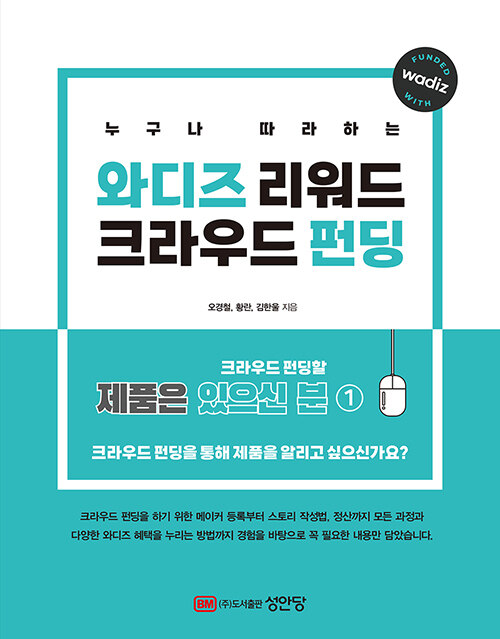 FUNDED
wadiz
WITH
누구나 따라하는
와디즈 리워드
크라우드 펀딩
오경철, 황란, 김한울 지음
크라우드 펀딩할
제품은 있으신 분 1
크라우드 펀딩을 통해 제품을 알리고 싶으신가요?
크라우드 펀딩을 하기 위한 메이커 등록부터 스토리 작성법, 정산까지 모든 과정과
다양한 와디즈 혜택을 누리는 방법까지 경험을 바탕으로 꼭 필요한 내용만 담았습니다.
BM (주)도서출판 성안당